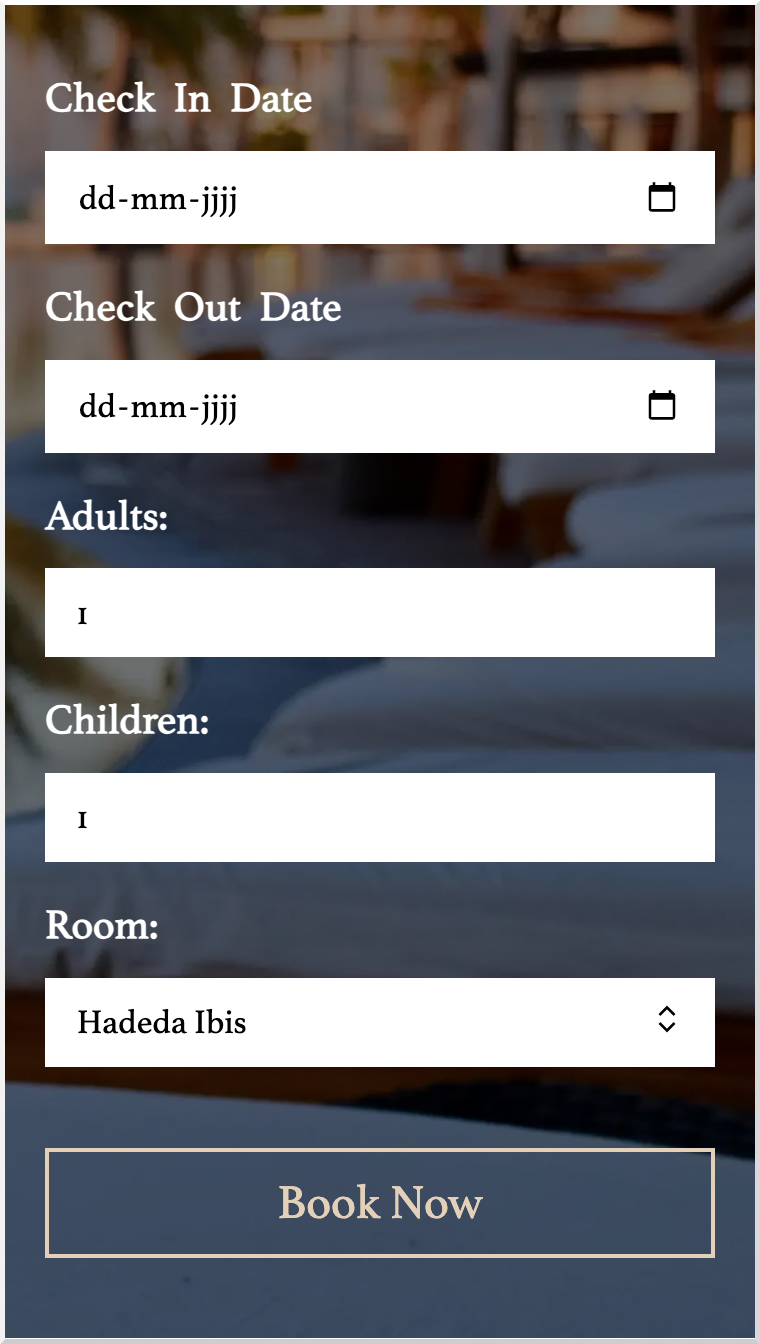 Check In Date
dd-mm-jjjj
Check Out Date
dd-mm-jjjj
Adults:
1
Children:
1
Room:
Hadeda Ibis
Book Now